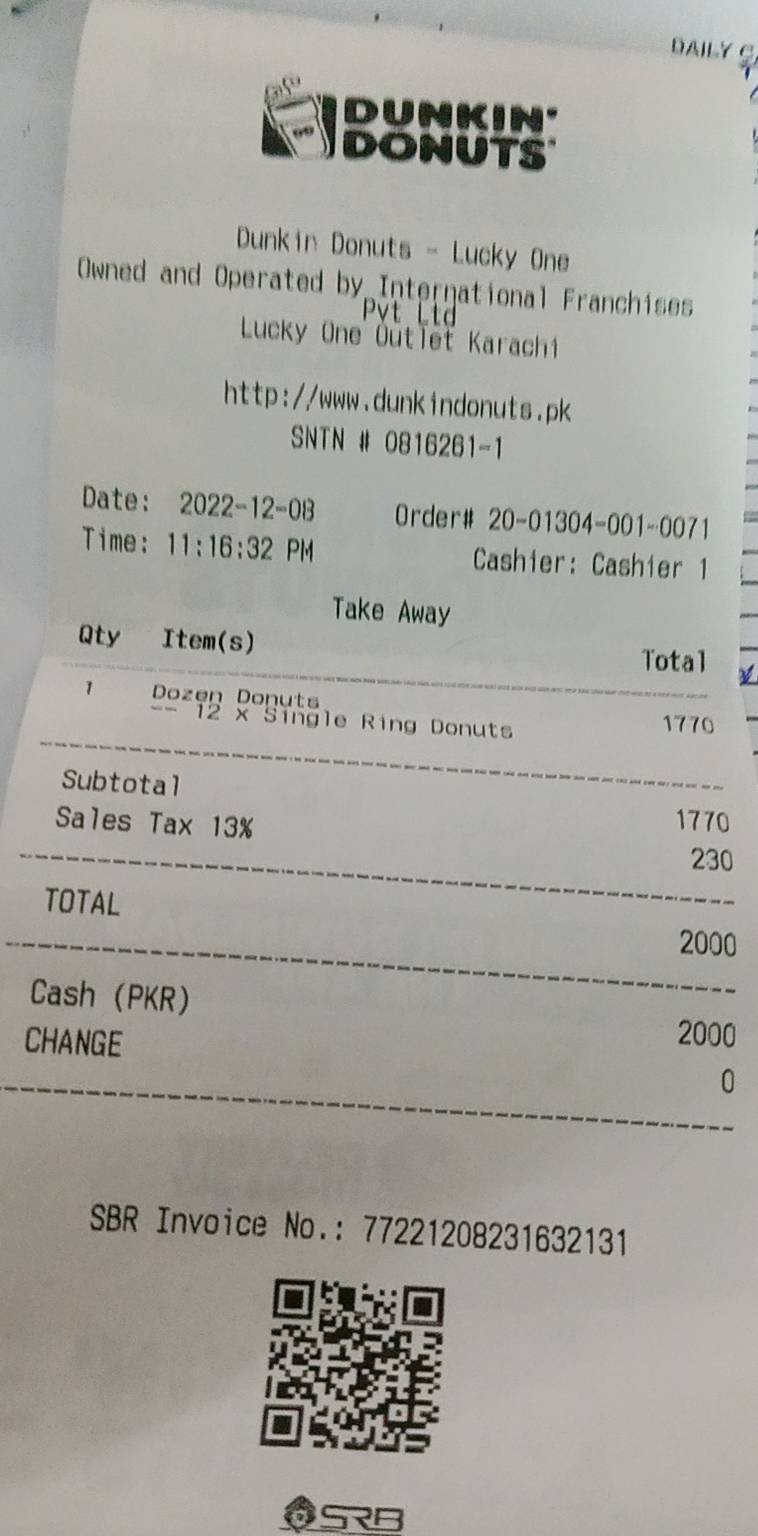 DAILY
DUNKIN'
DONUTS
Dunkin Donuts - Lucky One
Owned and Operated by International Franchises
Pvt Ltd
Lucky One Outlet Karachi
http://www.dunkindonuts.pk
SNTN # 0816261-1
Date: 2022-12-08 Order# 20-01304-001-0071
Time: 11:16:32 PM Cashier: Cashier 1
Take Away
Qty Item(s) Total
1 Dozen Donuts 1770
-- 12 x Single Ring Donuts
Subtotal 1770
Sales Tax 13% 230
TOTAL 2000
Cash (PKR) 2000
CHANGE 0
SBR Invoice No.: 77221208231632131
SRB